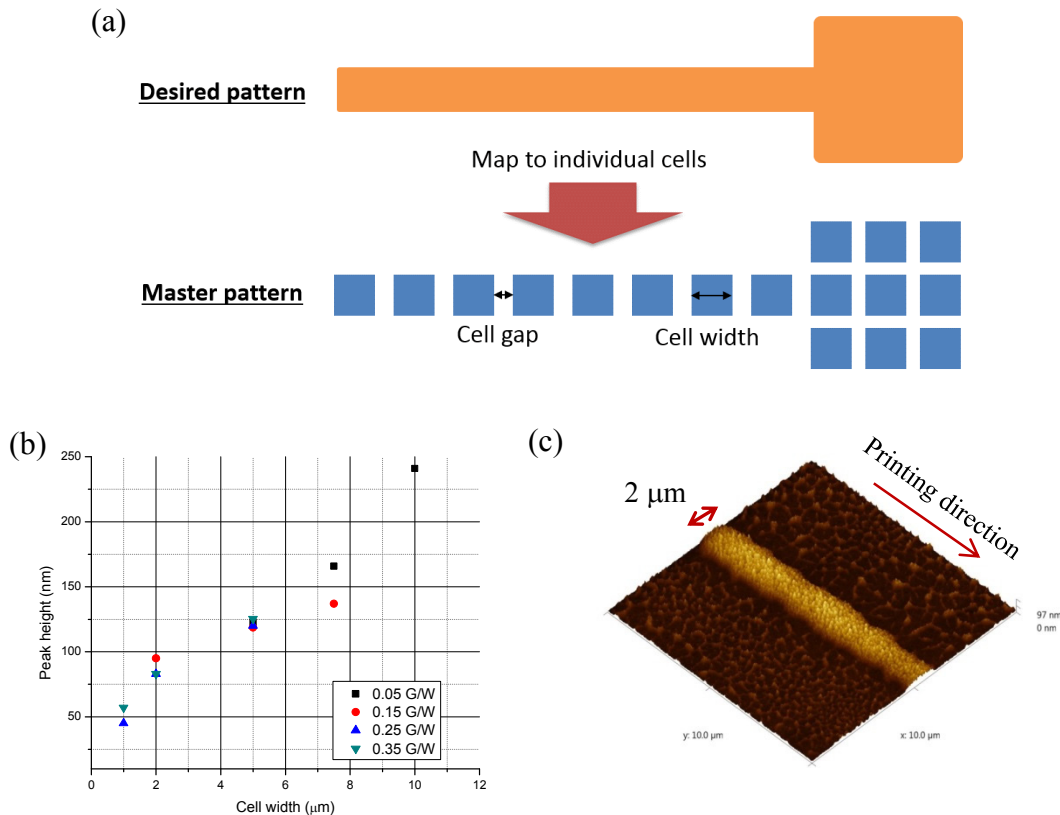 (a)
Desired pattern
Map to individual cells
Master pattern
Cell gap
Cell width
(b)
250
200
150
100
50
Peak height (nm)
0.05 G/W
0.15 G/W
0.25 G/W
0.35 G/W
0 2 4 6 8 10 12
Cell width (μm)
(c)
2 μm
Printing direction
97 nm
0 nm
y: 10.0 μm
x: 10.0 μm